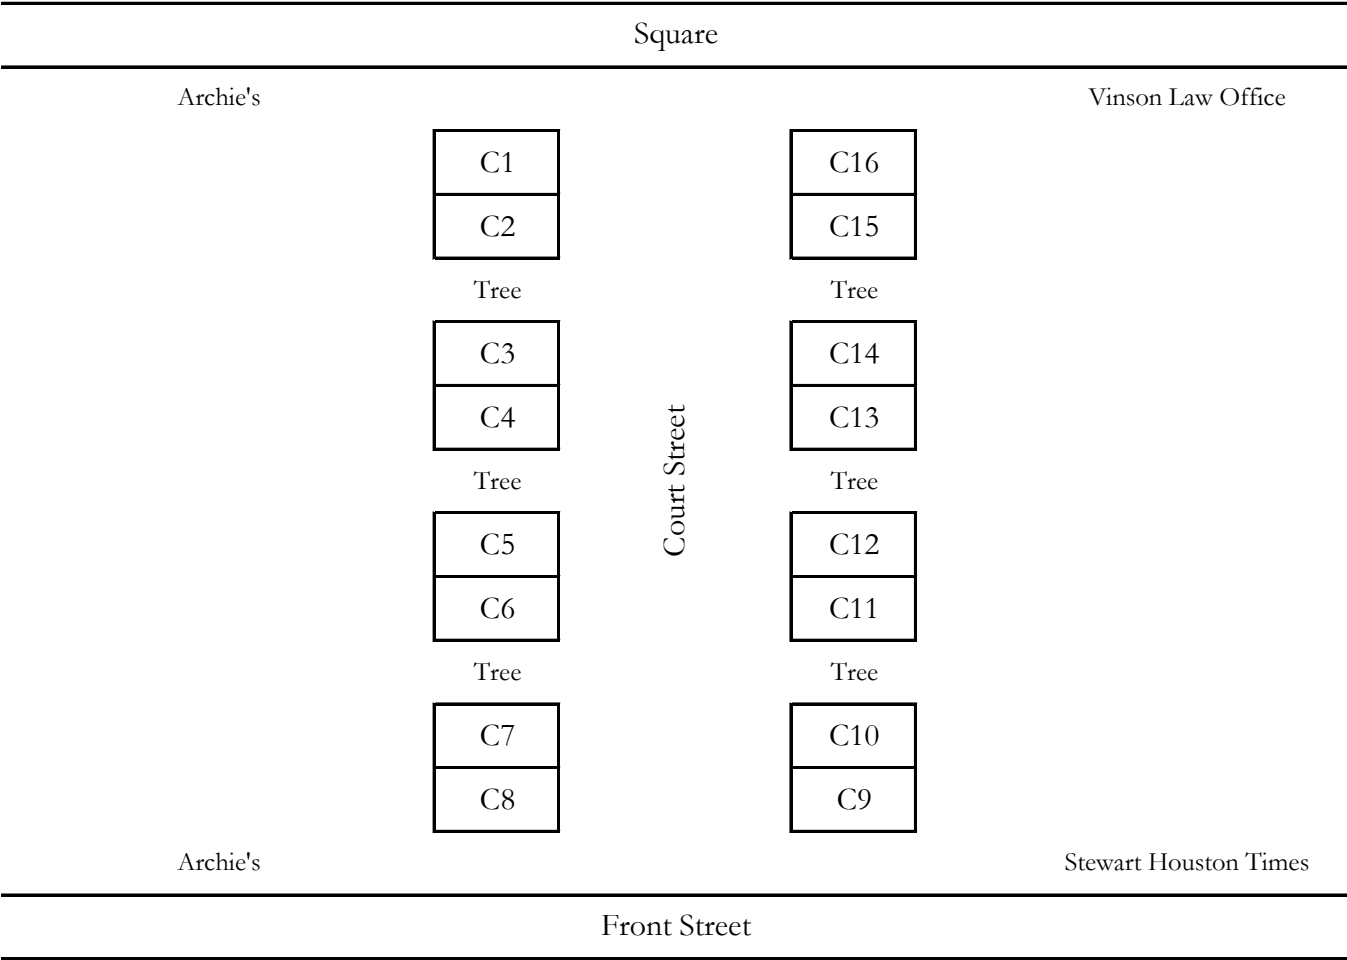 Square
Archie's Vinson Law Office
C1 C16
C2 C15
Tree Tree
C3 C14
C4 C13
Court Street
Tree Tree
C5 C12
C6 C11
Tree Tree
C7 C10
C8 C9
Archie's Stewart Houston Times
Front Street